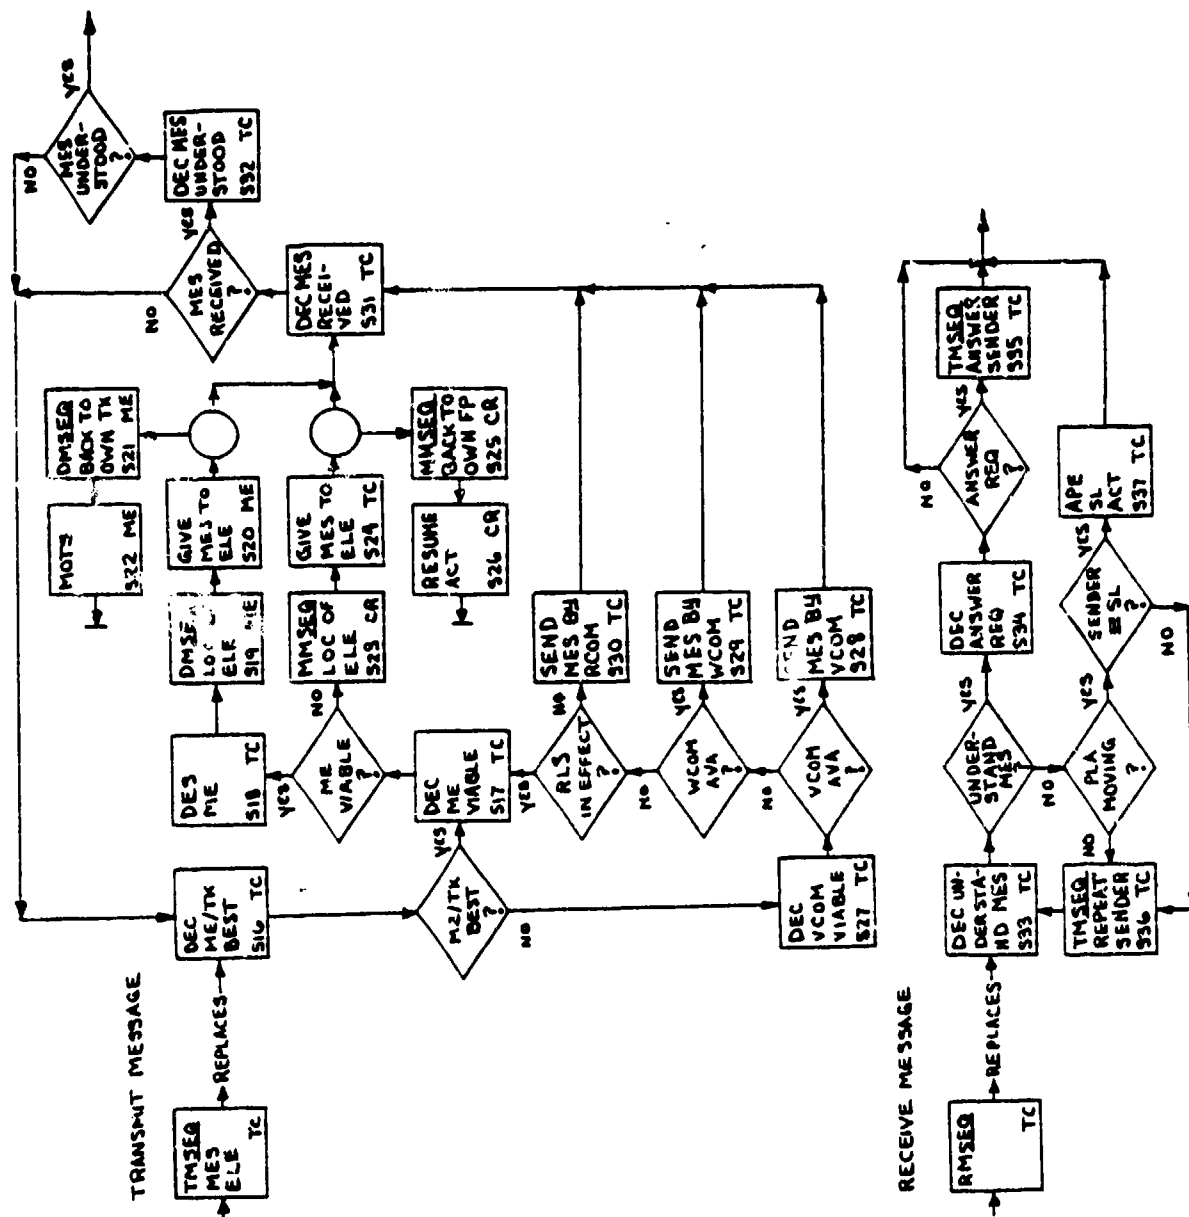 TRANSMIT MESSAGE
TMSEQ
MES
ELE
TC
REPLACES
DEC
ME/TK
BEST
S16 TC
M2/TK
BEST
?
YES
NO
DEC
ME
VIABLE
S17 TC
ME
VIABLE
?
YES
NO
DES
ME
S18 TC
LOC
ELE
S19 ME
GIVE
MES TO
ELE
S20 ME
DMSEQ
BACK TO
OWN TK
S21 ME
MOTS
S22 ME
MMSEQ
LOC OF
ELE
S23 CR
GIVE
MES TO
ELE
S24 TC
MMSEQ
BACK TO
OWN FP
S25 CR
RESUME
ACT
S26 CR
DEC
VCOM
VIABLE
S27 TC
VCOM
AVA
?
YES
NO
SEND
MES BY
VCOM
S28 TC
WCOM
AVA
?
YES
NO
SEND
MES BY
WCOM
S29 TC
RLS
IN EFFECT
?
YES
NO
SEND
MES BY
RCOM
S30 TC
DEC MES
RECEI-
VED
S31 TC
MES
RECEIVED
?
YES
NO
DEC MES
UNDER-
STOOD
S32 TC
MES
UNDER-
STOOD
?
YES
NO
RECEIVE MESSAGE
RMSEQ
TC
REPLACES
DEC UN-
DERSTA-
ND MES
S33 TC
UNDER-
STAND
MES
?
YES
NO
DEC
ANSWER
REQ
S34 TC
ANSWER
REQ
?
YES
NO
TMSEQ
ANSWER
SENDER
S35 TC
TMSEQ
REPEAT
SENDER
S36 TC
PLA
MOVING
?
YES
NO
SENDER
= SL
?
YES
NO
APE
SL
ACT
S37 TC